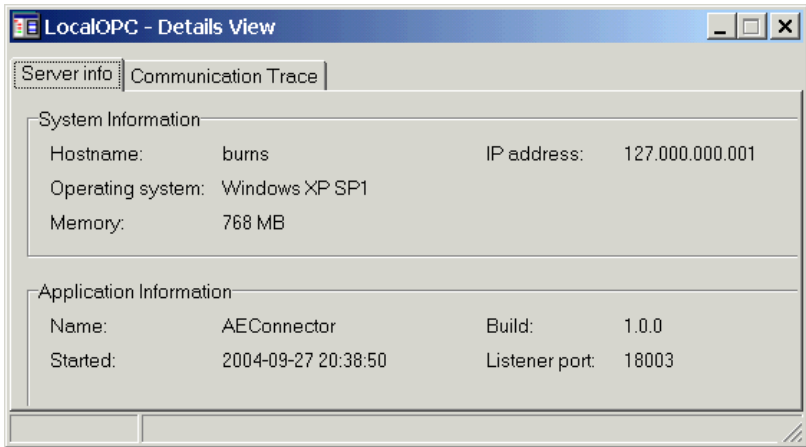 LocalOPC - Details View
Server info Communication Trace
System Information
Hostname: burns IP address: 127.000.000.001
Operating system: Windows XP SP1
Memory: 768 MB
Application Information
Name: AEConnector Build: 1.0.0
Started: 2004-09-27 20:38:50 Listener port: 18003